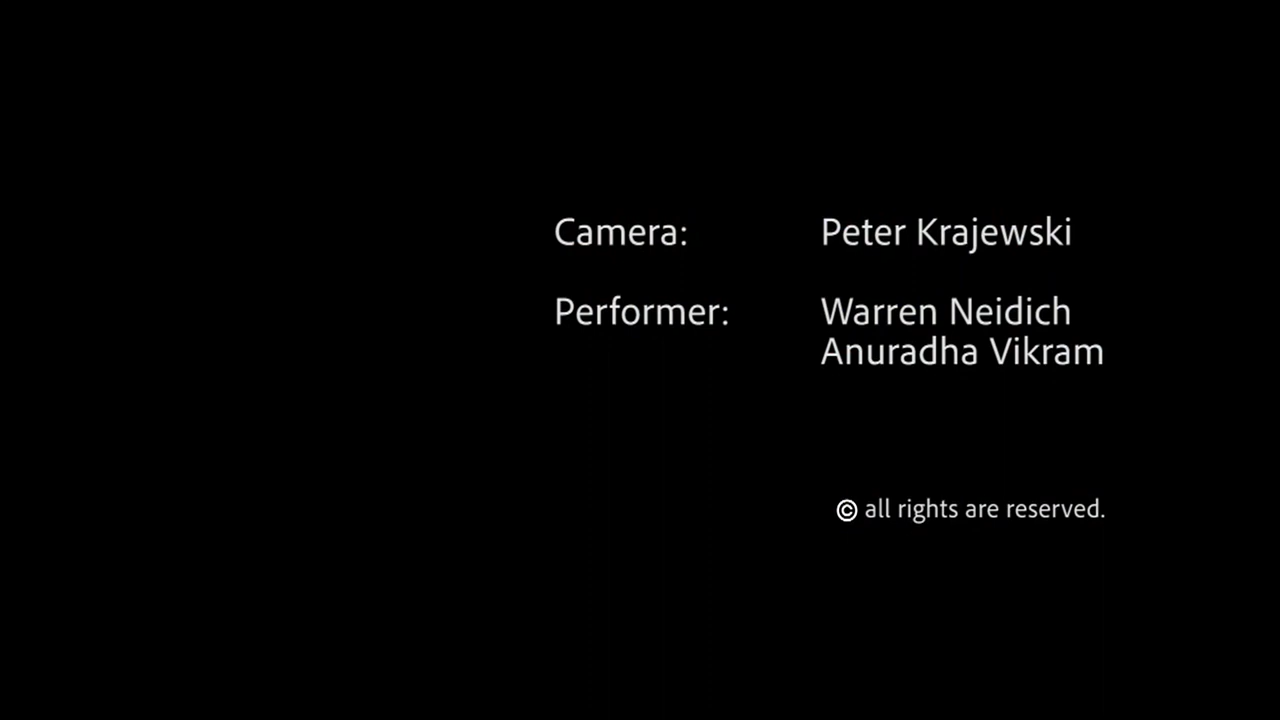 Camera: Peter Krajewski
Performer: Warren Neidich
Anuradha Vikram
© all rights are reserved.